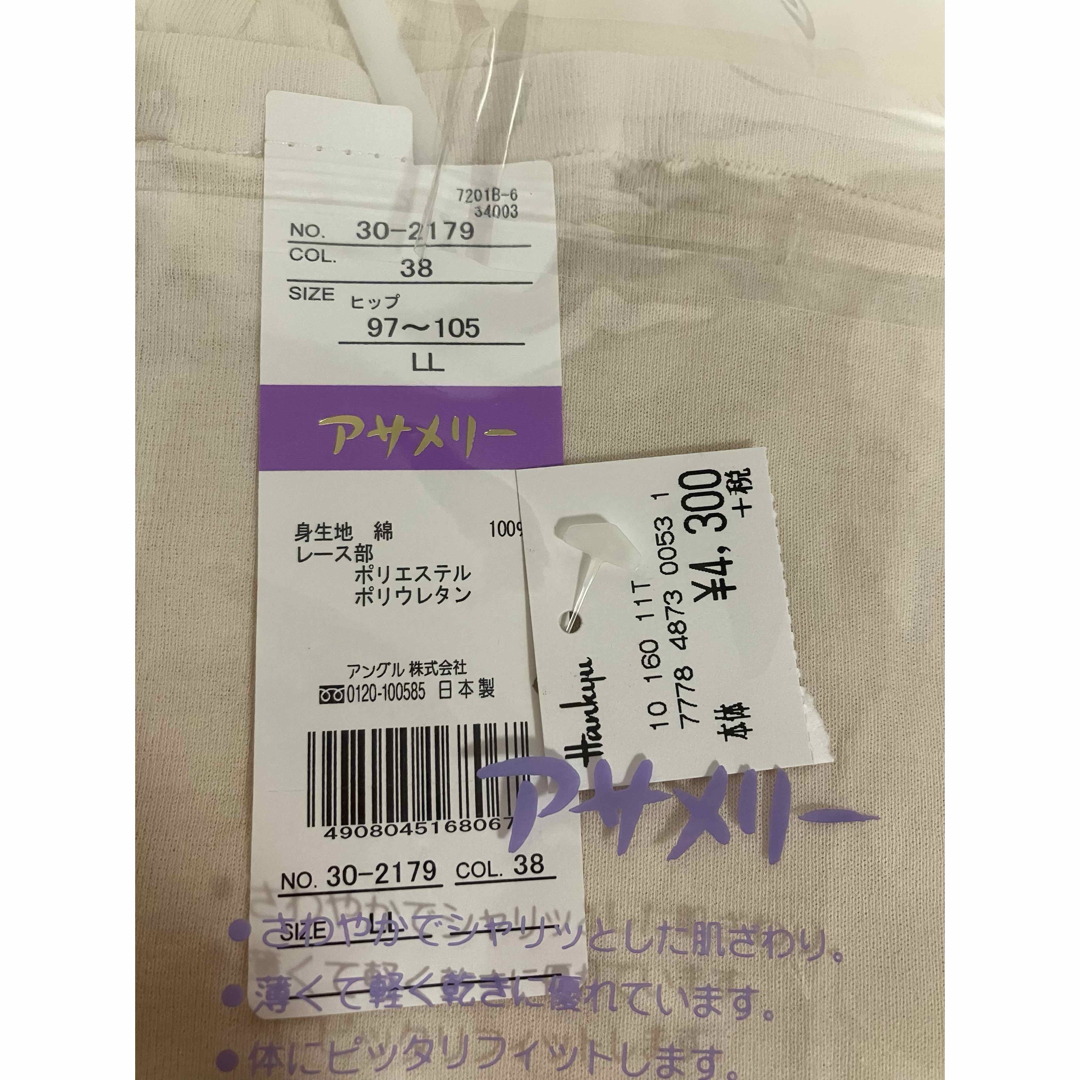 7201B-6
34003
NO. 30-2179
COL. 38
SIZE ヒップ
97〜105
LL
アサメリー
身生地 綿 100%
レース部
ポリエステル
ポリウレタン
アングル 株式会社
0120-100585 日本製
4908045168067
NO. 30-2179 COL. 38
SIZE LL
10 160 11T
7778 4873 0053 1
本体 ¥4,300 +税
Hankyu
アサメリー
●さわやかでシャリッとした肌ざわり。
●薄くて軽く乾きに優れています。
●体にピッタリフィットします。